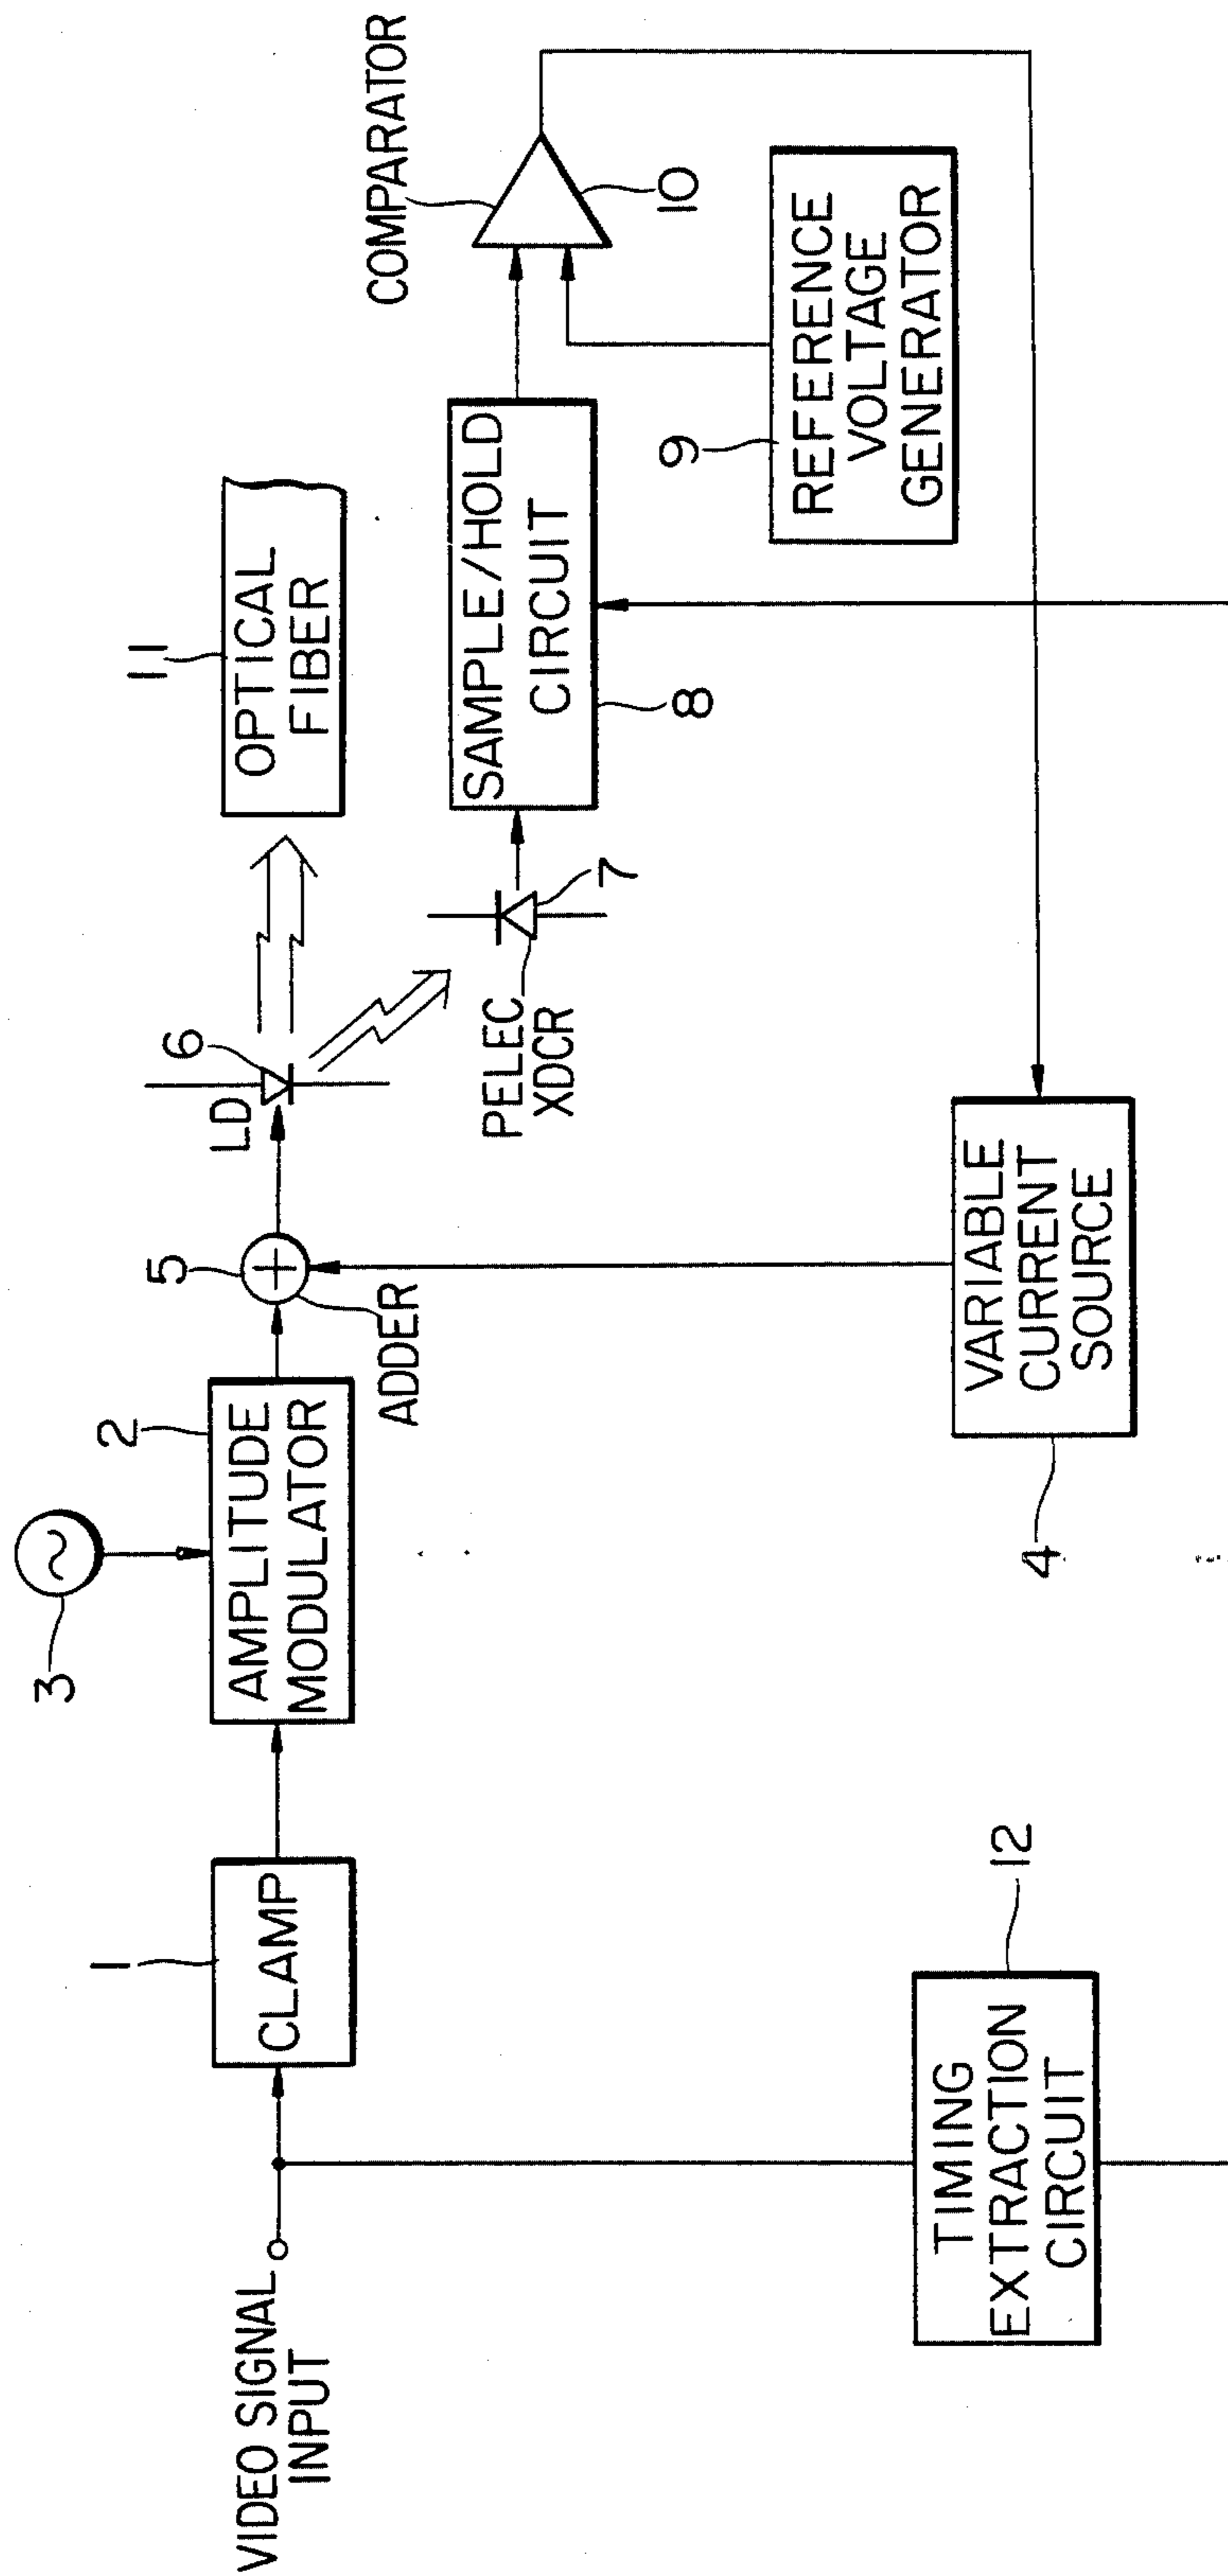 3
1
2
5
6
11
CLAMP
AMPLITUDE
MODULATOR
LD
OPTICAL
FIBER
VIDEO SIGNAL
INPUT
ADDER
PELEC
XDCR
7
SAMPLE/HOLD
CIRCUIT
8
COMPARATOR
10
9
REFERENCE
VOLTAGE
GENERATOR
12
TIMING
EXTRACTION
CIRCUIT
4
VARIABLE
CURRENT
SOURCE